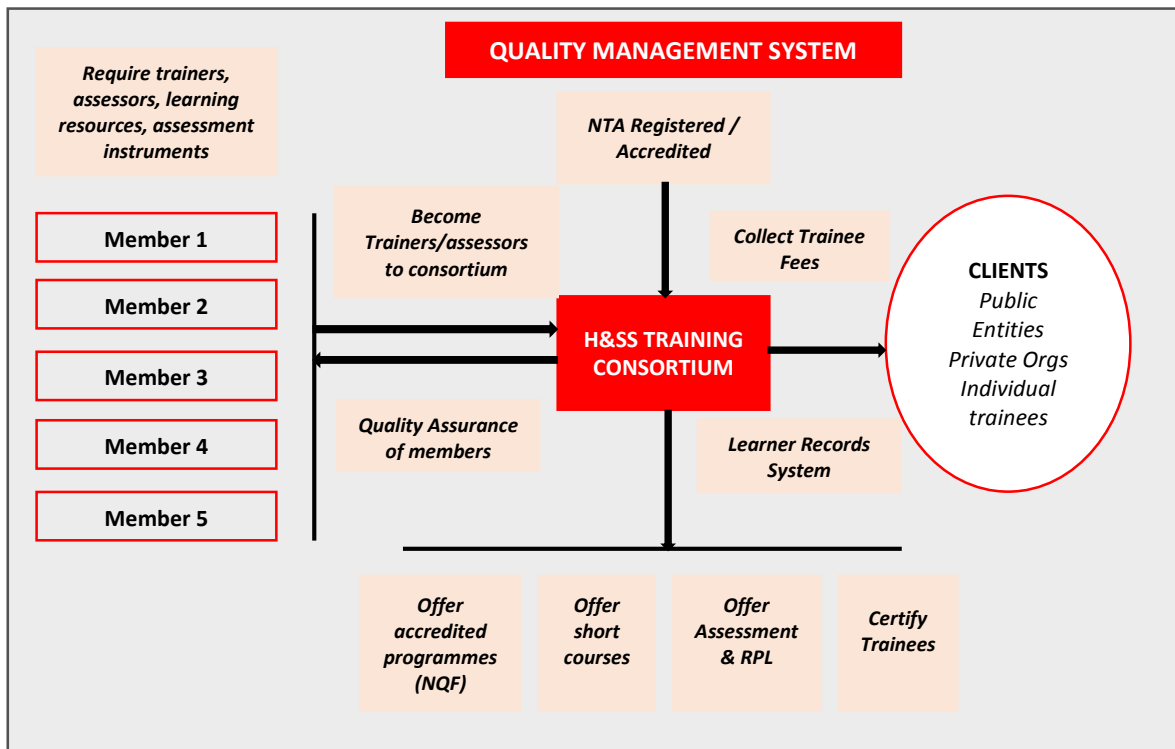 QUALITY MANAGEMENT SYSTEM
Require trainers,
assessors, learning
resources, assessment
instruments
NTA Registered /
Accredited
Member 1
Member 2
Member 3
Member 4
Member 5
Become
Trainers/assessors
to consortium
Collect Trainee
Fees
H&SS TRAINING
CONSORTIUM
CLIENTS
Public
Entities
Private Orgs
Individual
trainees
Quality Assurance
of members
Learner Records
System
Offer
accredited
programmes
(NQF)
Offer
short
courses
Offer
Assessment
& RPL
Certify
Trainees